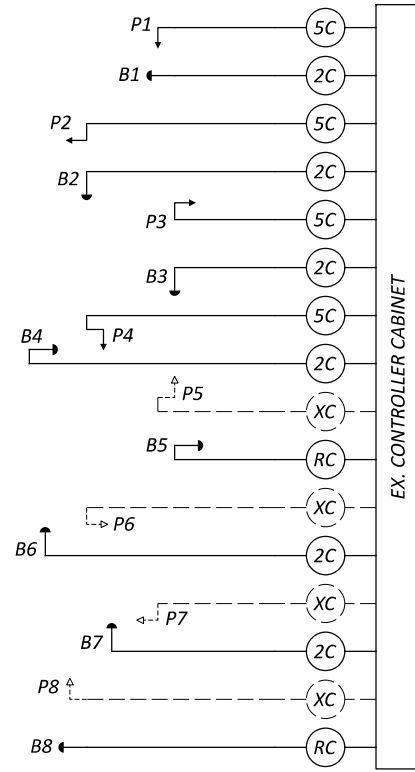 P1 5C
B1 2C
P2 5C
B2 2C
P3 5C
B3 2C
P4 5C
B4 2C
P5 XC
B5 RC
P6 XC
B6 2C
P7 XC
B7 2C
P8 XC
B8 RC
EX. CONTROLLER CABINET